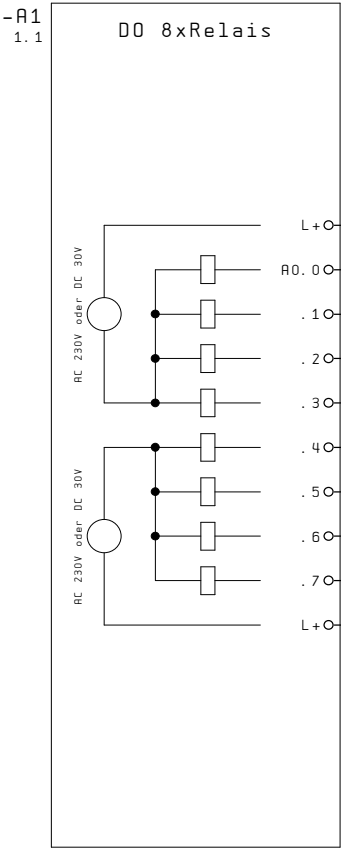 -A1
1.1
DO 8xRelais
L+
A0.0
.1
.2
.3
.4
.5
.6
.7
L+
AC 230V oder DC 30V
AC 230V oder DC 30V